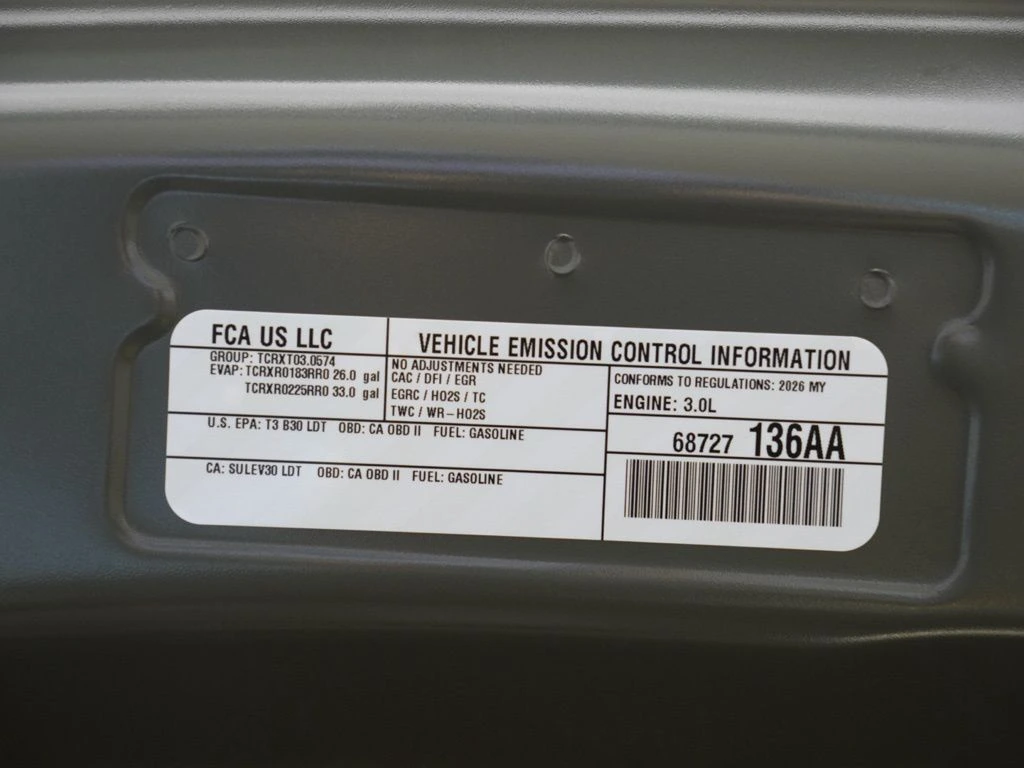 FCA US LLC
GROUP: TCRXT03.0574
EVAP: TCRXR0183RR0 26.0 gal
TCRXR0225RR0 33.0 gal
VEHICLE EMISSION CONTROL INFORMATION
NO ADJUSTMENTS NEEDED
CAC / DFI / EGR
EGRC / HO2S / TC
TWC / WR-HO2S
CONFORMS TO REGULATIONS: 2026 MY
ENGINE: 3.0L
U.S. EPA: T3 B30 LDT OBD: CA OBD II FUEL: GASOLINE
68727 136AA
CA: SULEV30 LDT OBD: CA OBD II FUEL: GASOLINE